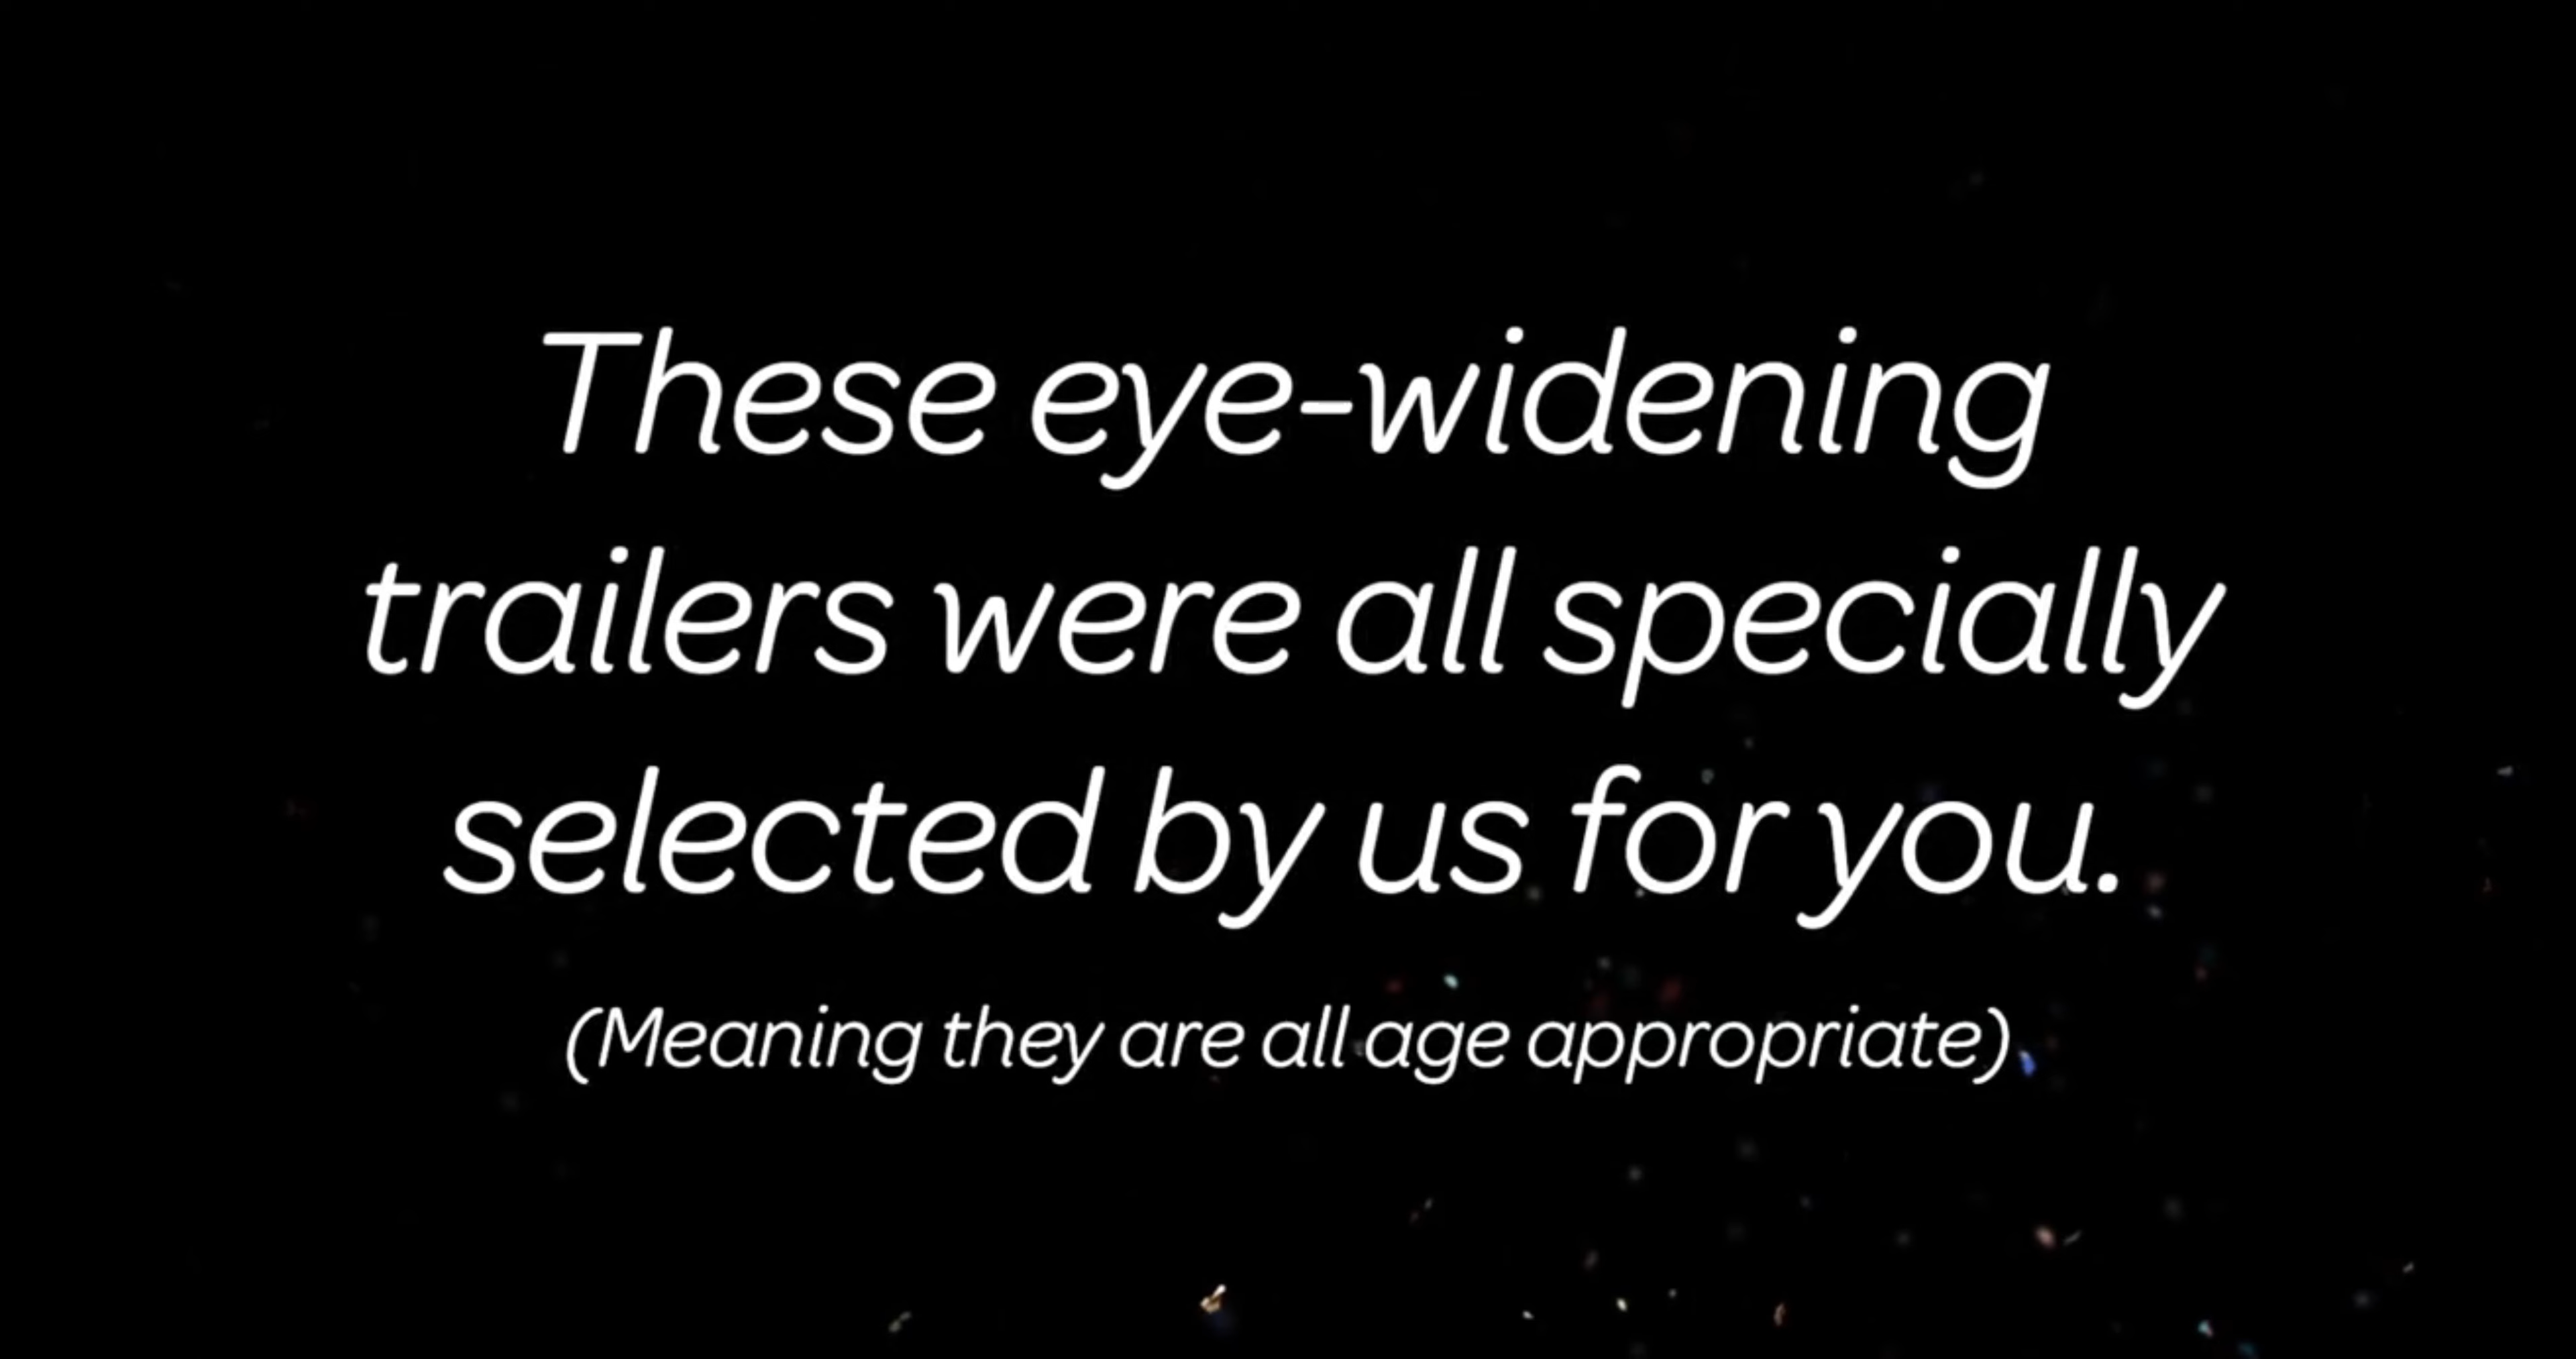 These eye-widening
trailers were all specially
selected by us for you.
(Meaning they are all age appropriate)